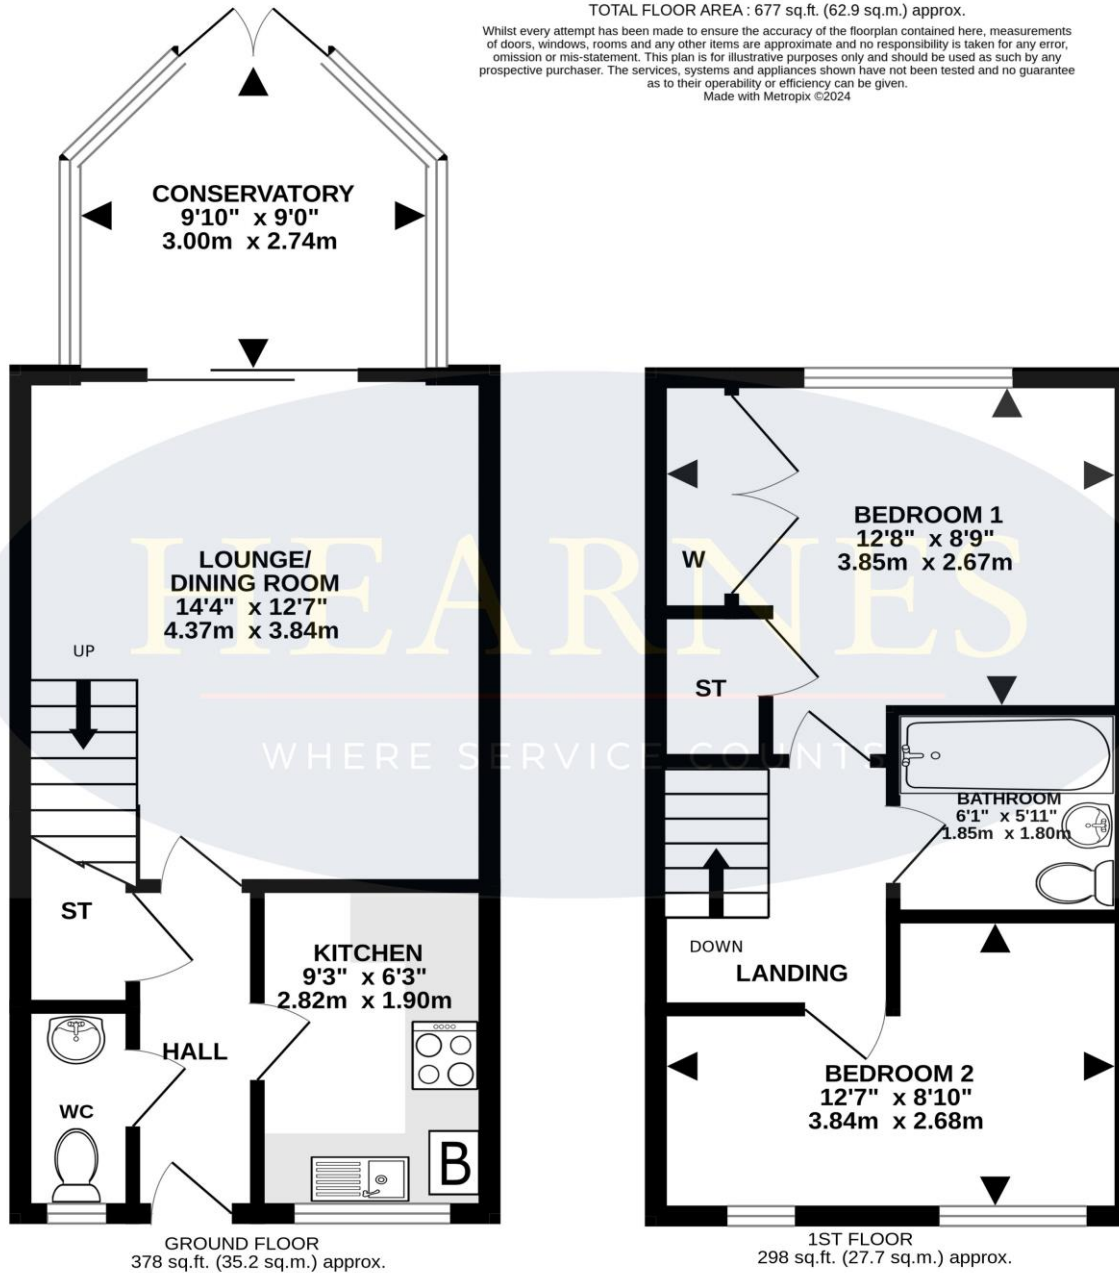 TOTAL FLOOR AREA : 677 sq.ft. (62.9 sq.m.) approx.
Whilst every attempt has been made to ensure the accuracy of the floorplan contained here, measurements
of doors, windows, rooms and any other items are approximate and no responsibility is taken for any error,
omission or mis-statement. This plan is for illustrative purposes only and should be used as such by any
prospective purchaser. The services, systems and appliances shown have not been tested and no guarantee
as to their operability or efficiency can be given.
Made with Metropix ©2024
CONSERVATORY
9'10" x 9'0"
3.00m x 2.74m
LOUNGE/
DINING ROOM
14'4" x 12'7"
4.37m x 3.84m
UP
ST
KITCHEN
9'3" x 6'3"
2.82m x 1.90m
HALL
WC
B
GROUND FLOOR
378 sq.ft. (35.2 sq.m.) approx.
BEDROOM 1
12'8" x 8'9"
3.85m x 2.67m
W
ST
BATHROOM
6'1" x 5'11"
1.85m x 1.80m
DOWN
LANDING
BEDROOM 2
12'7" x 8'10"
3.84m x 2.68m
1ST FLOOR
298 sq.ft. (27.7 sq.m.) approx.
HEARNES
WHERE SERVICE COUNTS